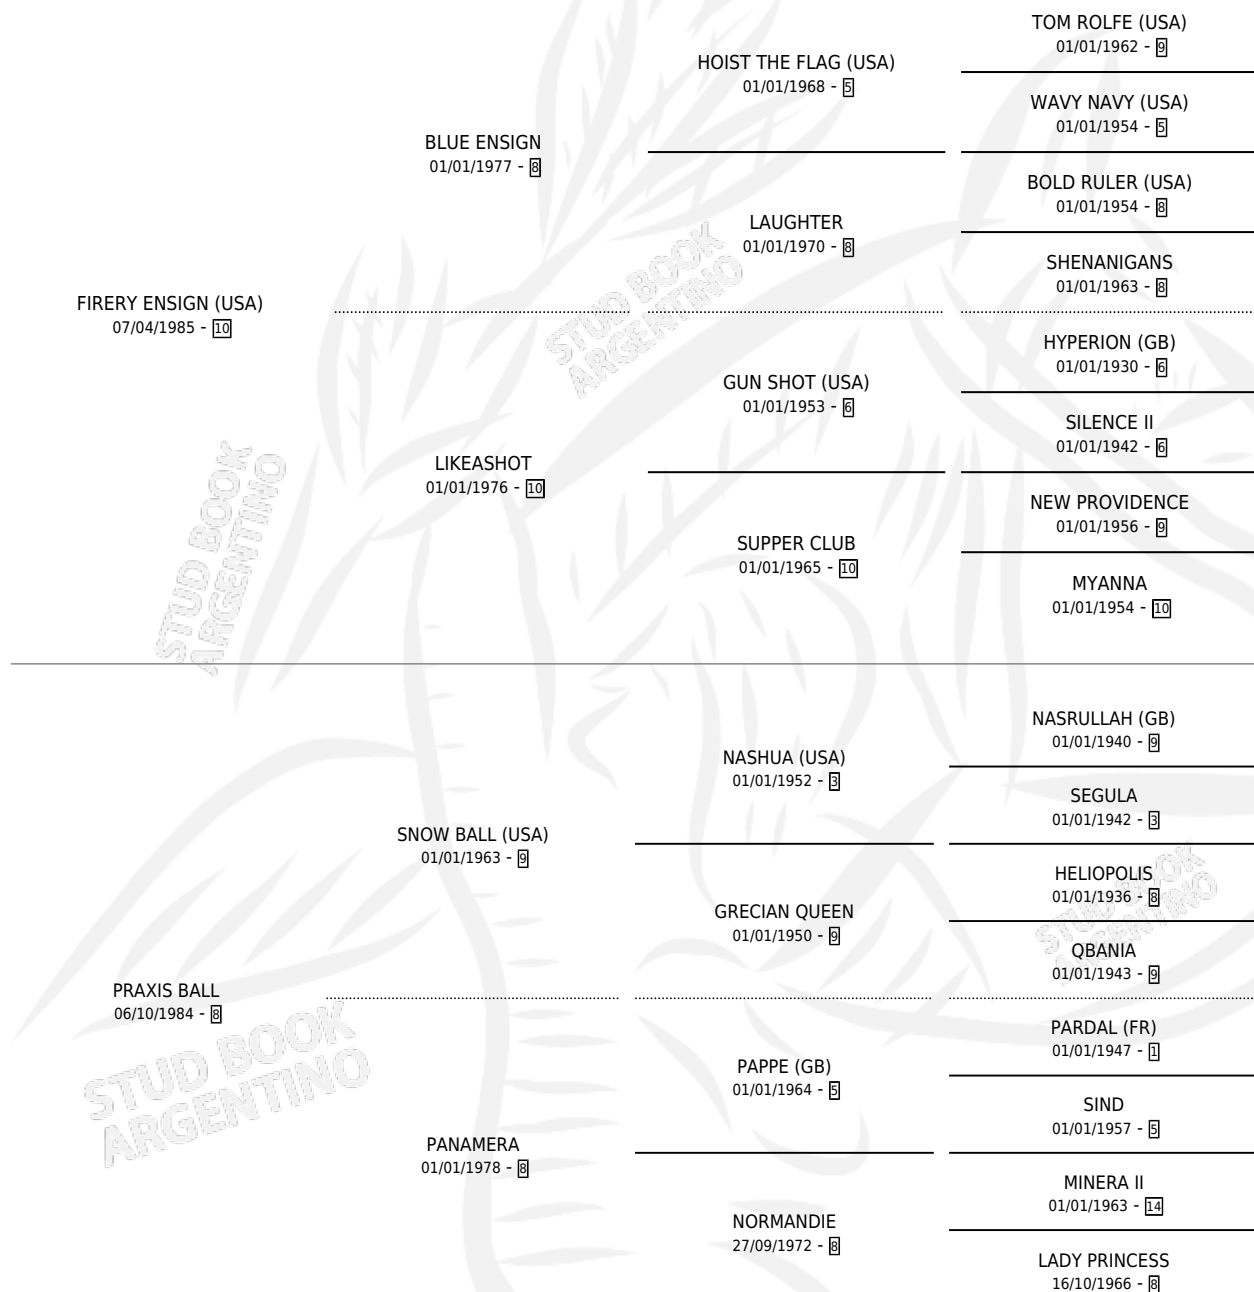 TOM ROLFE (USA)
01/01/1962 - 9
HOIST THE FLAG (USA)
01/01/1968 - 5
WAVY NAVY (USA)
01/01/1954 - 5
BLUE ENSIGN
01/01/1977 - 8
BOLD RULER (USA)
01/01/1954 - 8
LAUGHTER
01/01/1970 - 8
SHENANIGANS
01/01/1963 - 8
FIRERY ENSIGN (USA)
07/04/1985 - 10
HYPERION (GB)
01/01/1930 - 6
GUN SHOT (USA)
01/01/1953 - 6
SILENCE II
01/01/1942 - 6
LIKEASHOT
01/01/1976 - 10
NEW PROVIDENCE
01/01/1956 - 9
SUPPER CLUB
01/01/1965 - 10
MYANNA
01/01/1954 - 10
NASRULLAH (GB)
01/01/1940 - 9
NASHUA (USA)
01/01/1952 - 3
SEGULA
01/01/1942 - 3
SNOW BALL (USA)
01/01/1963 - 9
HELIOPOLIS
01/01/1936 - 8
GRECIAN QUEEN
01/01/1950 - 9
QBANIA
01/01/1943 - 9
PRAXIS BALL
06/10/1984 - 8
PARDAL (FR)
01/01/1947 - 1
PAPPE (GB)
01/01/1964 - 5
SIND
01/01/1957 - 5
PANAMERA
01/01/1978 - 8
MINERA II
01/01/1963 - 14
NORMANDIE
27/09/1972 - 8
LADY PRINCESS
16/10/1966 - 8
STUD BOOK
ARGENTINO
STUD BOOK
ARGENTINO
STUD BOOK
ARGENTINO
STUD BOOK
ARGENTINO